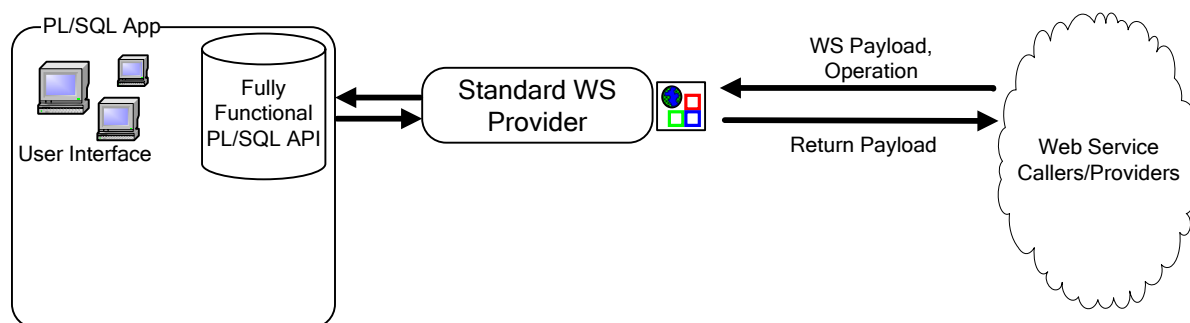 PL/SQL App
User Interface
Fully
Functional
PL/SQL API
Standard WS
Provider
WS Payload,
Operation
Return Payload
Web Service
Callers/Providers